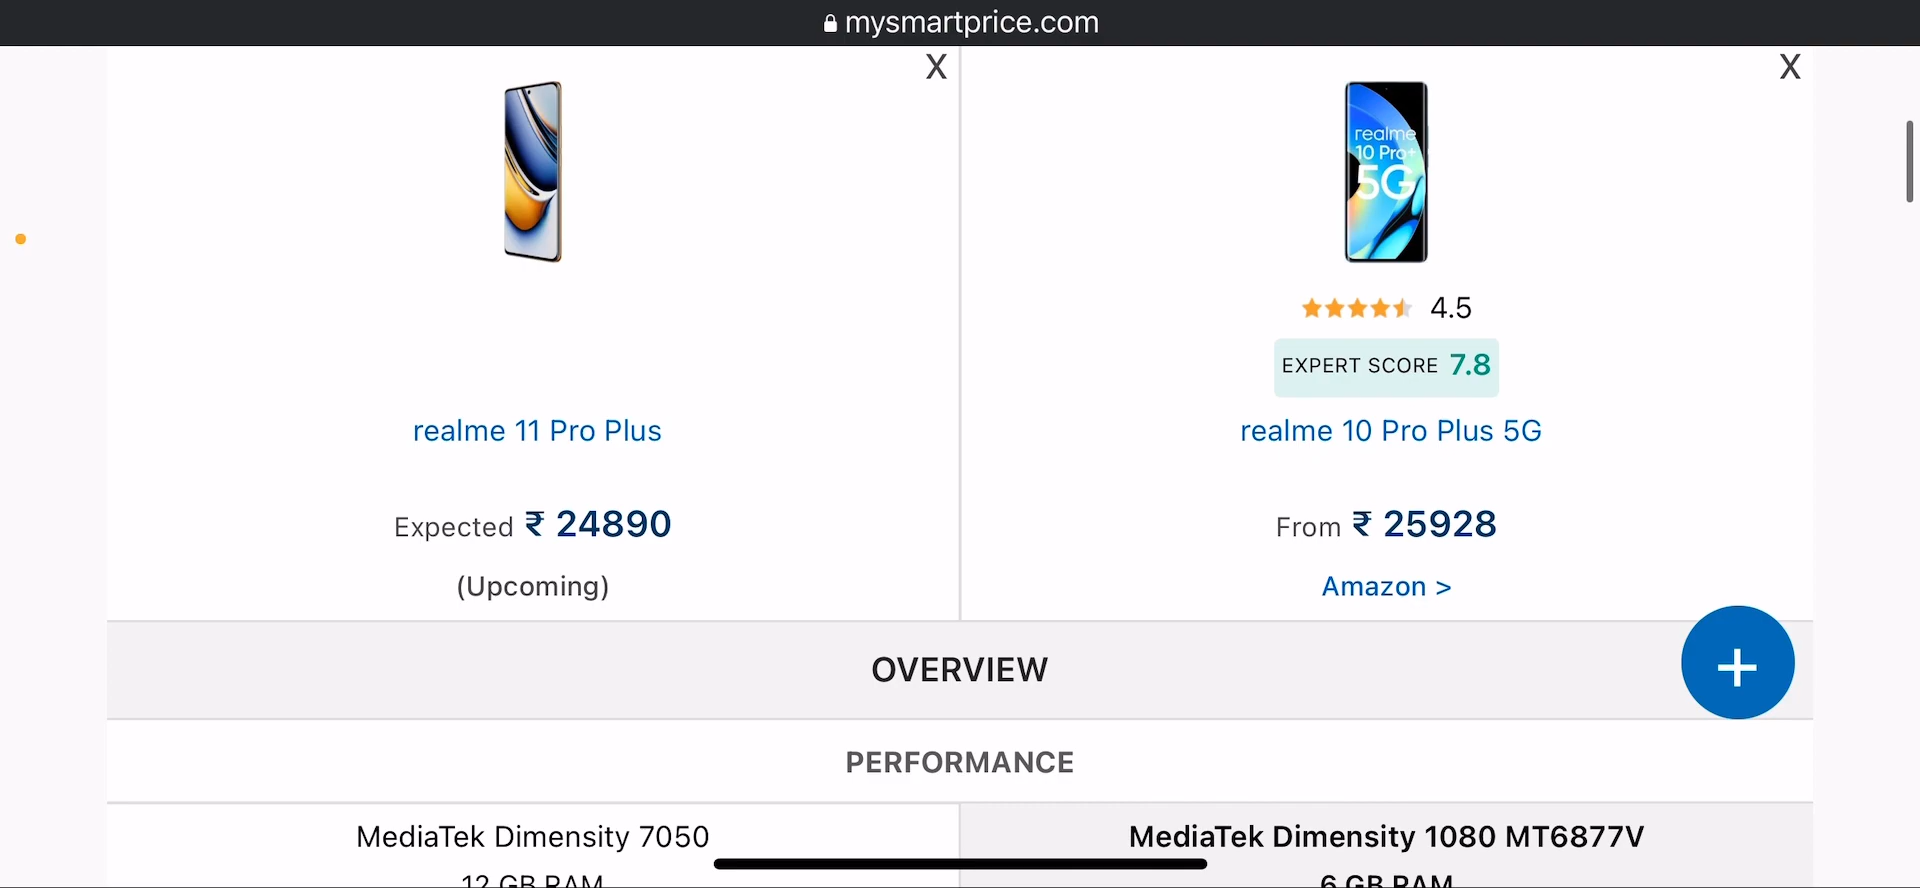 mysmartprice.com
X
X
realme
10 Pro+
5G
4.5
EXPERT SCORE 7.8
realme 11 Pro Plus
realme 10 Pro Plus 5G
Expected ₹ 24890
From ₹ 25928
(Upcoming)
Amazon >
OVERVIEW
+
PERFORMANCE
MediaTek Dimensity 7050
MediaTek Dimensity 1080 MT6877V
12 GB RAM
6 GB RAM